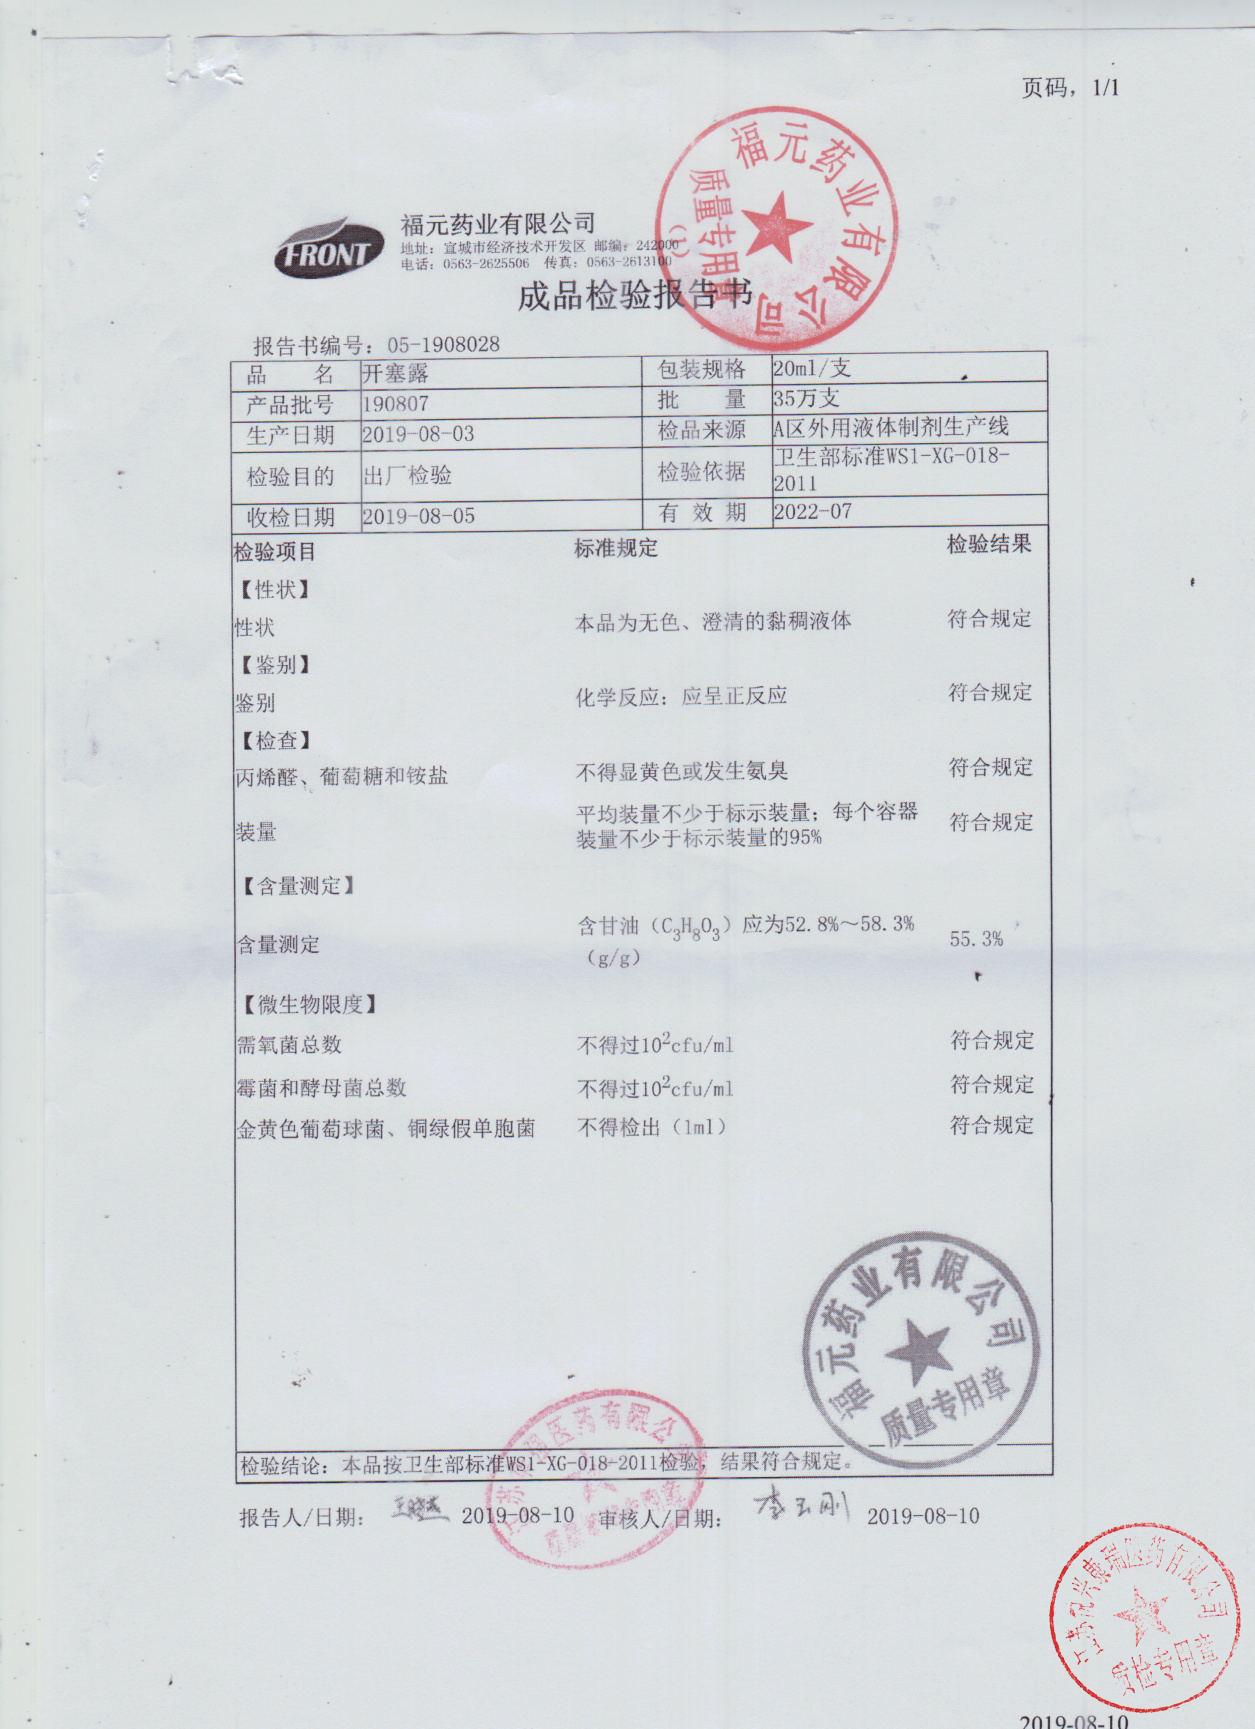 页码，1/1
福元药业有限公司
质量专用章
(1)
FRONT
福元药业有限公司
地址：宣城市经济技术开发区 邮编：242000
电话：0563-2625506 传真：0563-2613100
成品检验报告书
报告书编号：05-1908028
品 名 开塞露 包装规格 20ml/支
产品批号 190807 批 量 35万支
生产日期 2019-08-03 检品来源 A区外用液体制剂生产线
检验目的 出厂检验 检验依据 卫生部标准WS1-XG-018-
2011
收检日期 2019-08-05 有 效 期 2022-07
检验项目 标准规定 检验结果
【性状】
性状 本品为无色、澄清的黏稠液体 符合规定
【鉴别】
鉴别 化学反应：应呈正反应 符合规定
【检查】
丙烯醛、葡萄糖和铵盐 不得显黄色或发生氨臭 符合规定
装量 平均装量不少于标示装量；每个容器 符合规定
装量不少于标示装量的95%
【含量测定】
含量测定 含甘油（C₃H₈O₃）应为52.8%～58.3% 55.3%
（g/g）
【微生物限度】
需氧菌总数 不得过10²cfu/ml 符合规定
霉菌和酵母菌总数 不得过10²cfu/ml 符合规定
金黄色葡萄球菌、铜绿假单胞菌 不得检出（1ml） 符合规定
福元药业有限公司
质量专用章
检验结论：本品按卫生部标准WS1-XG-018-2011检验，结果符合规定。
报告人/日期： 2019-08-10 审核人/日期： 李玉刚 2019-08-10
医药有限公司
质检专用章
2019-08-10